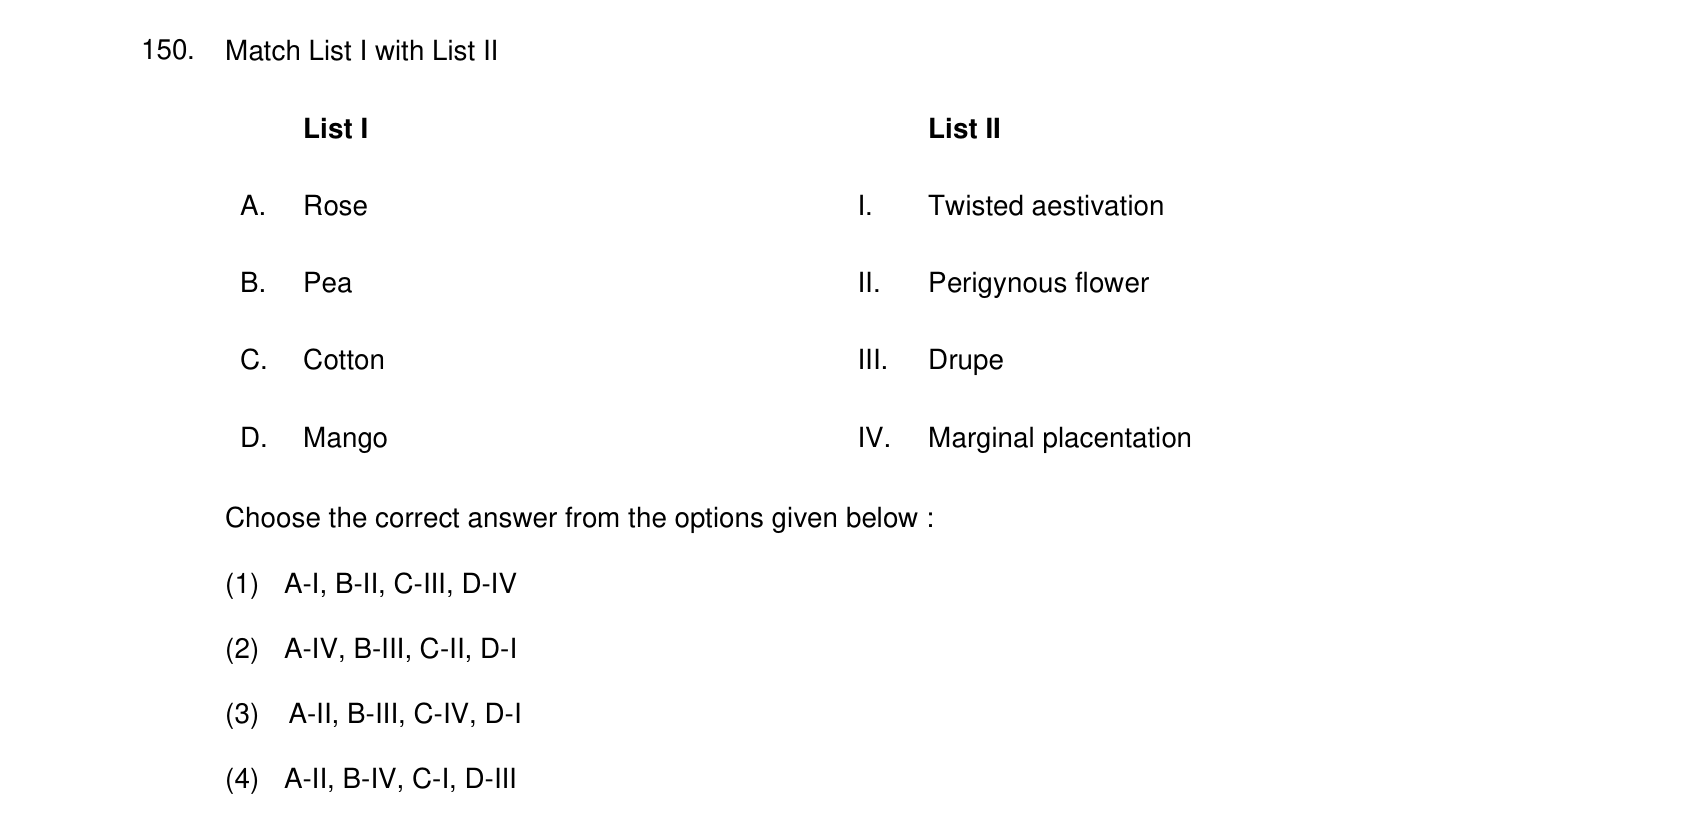 150. Match List I with List II
List I List II
A. Rose I. Twisted aestivation
B. Pea II. Perigynous flower
C. Cotton III. Drupe
D. Mango IV. Marginal placentation
Choose the correct answer from the options given below :
(1) A-I, B-II, C-III, D-IV
(2) A-IV, B-III, C-II, D-I
(3) A-II, B-III, C-IV, D-I
(4) A-II, B-IV, C-I, D-III